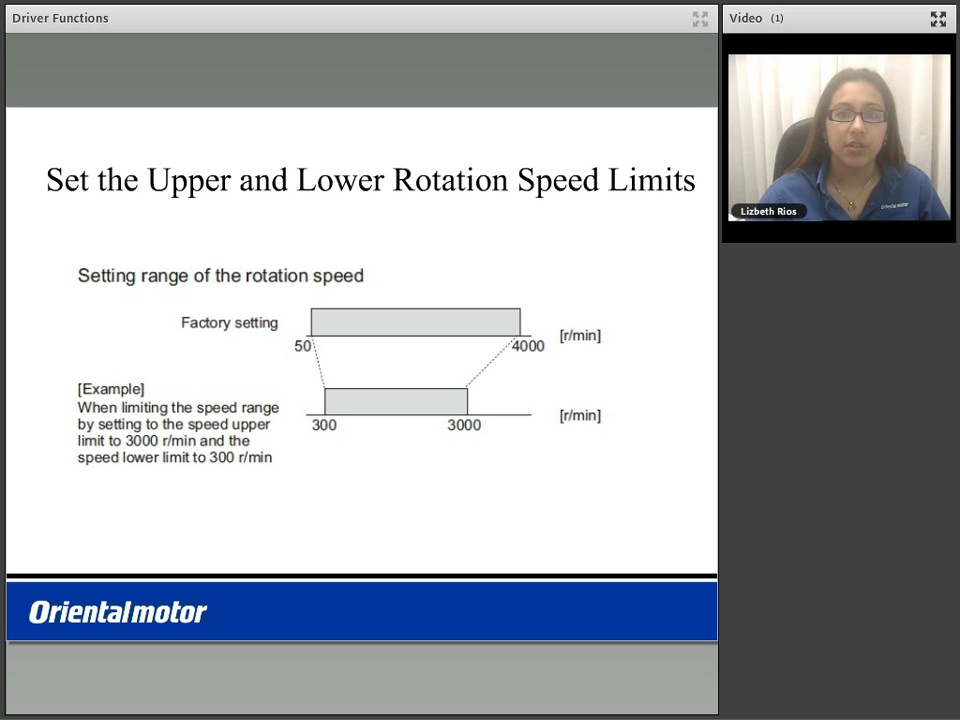 Driver Functions
Video (1)
Lizbeth Rios
Oriental motor
Set the Upper and Lower Rotation Speed Limits
Setting range of the rotation speed
Factory setting
50
4000
[r/min]
[Example]
When limiting the speed range
by setting to the speed upper
limit to 3000 r/min and the
speed lower limit to 300 r/min
300
3000
[r/min]
Orientalmotor